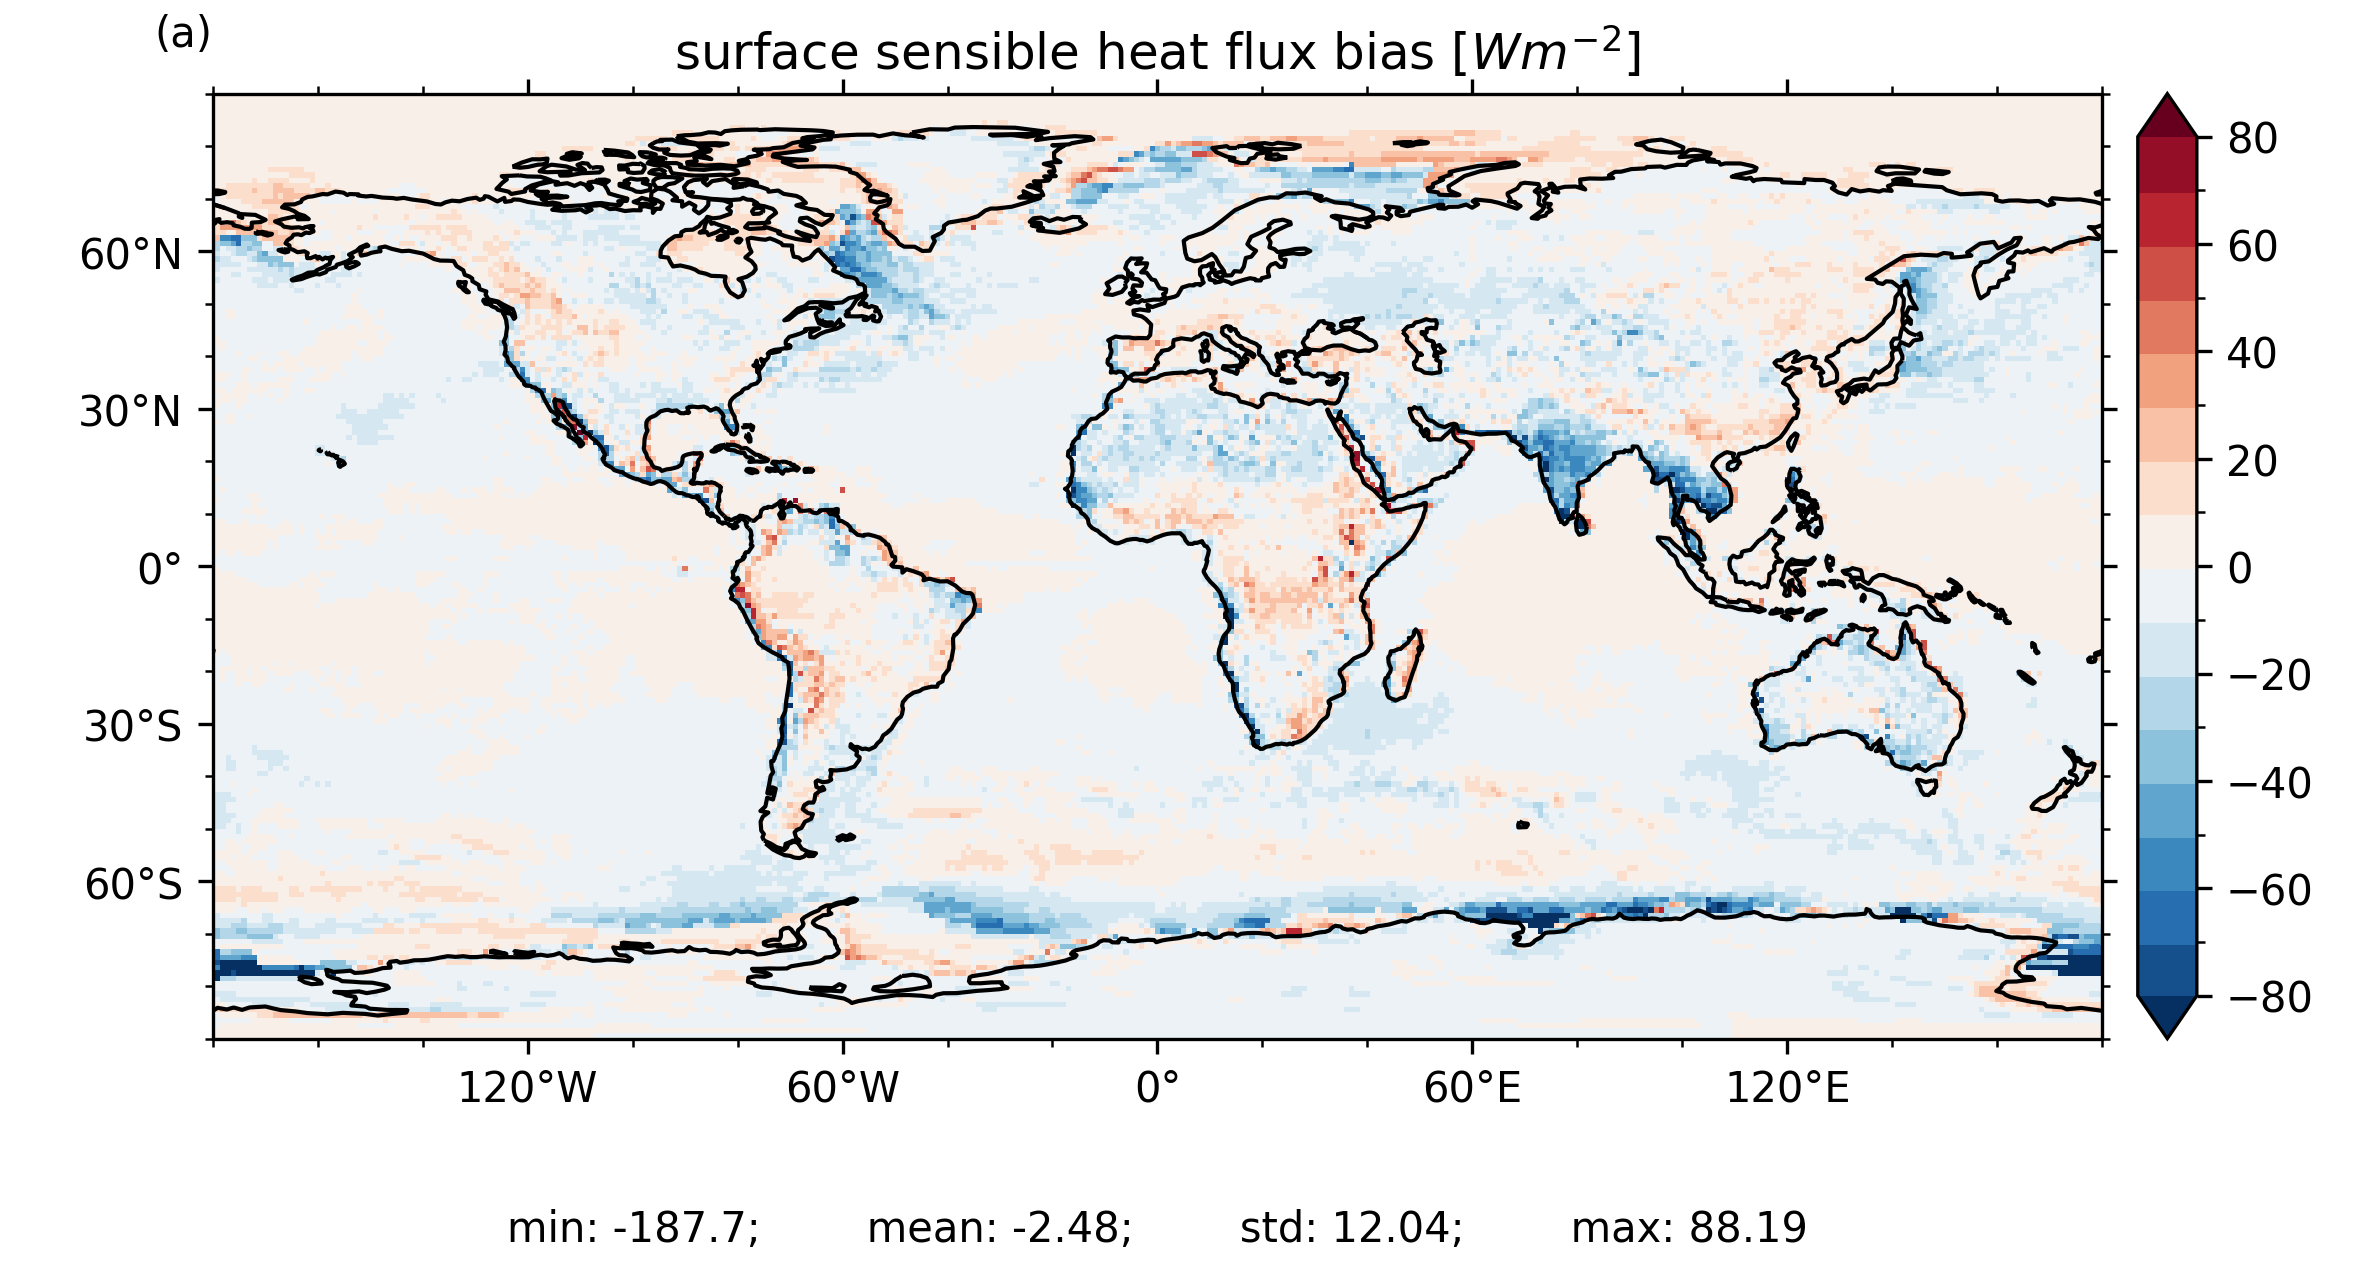 (a)
surface sensible heat flux bias [Wm⁻²]
60°N
30°N
0°
30°S
60°S
120°W 60°W 0° 60°E 120°E
80
60
40
20
0
−20
−40
−60
−80
min: -187.7; mean: -2.48; std: 12.04; max: 88.19